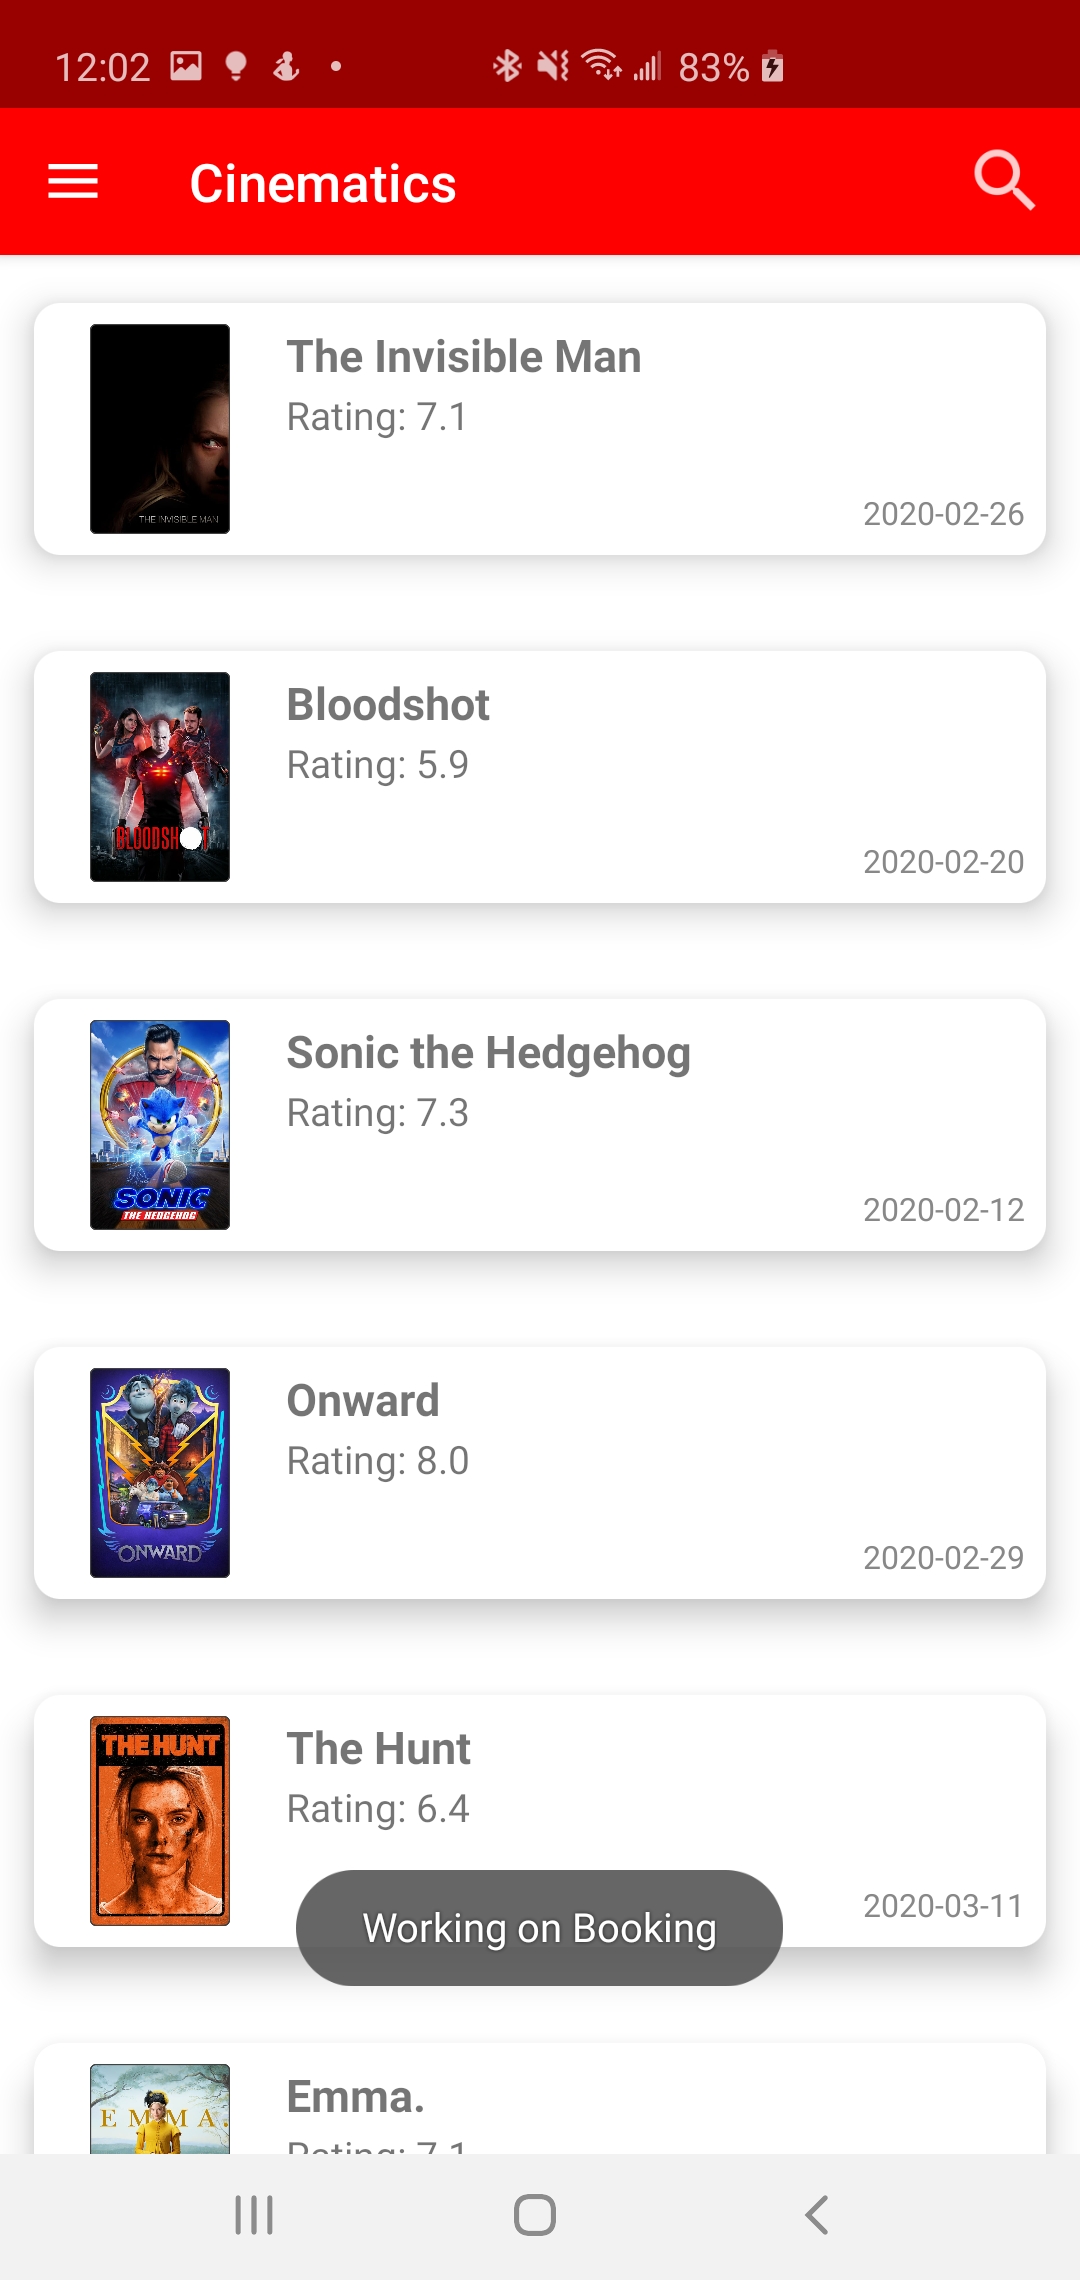 12:02
83%
Cinematics
The Invisible Man
Rating: 7.1
THE INVISIBLE MAN
2020-02-26
Bloodshot
Rating: 5.9
BLOODSH T
2020-02-20
Sonic the Hedgehog
Rating: 7.3
SONIC
THE HEDGEHOG
2020-02-12
Onward
Rating: 8.0
ONWARD
2020-02-29
THE HUNT
The Hunt
Rating: 6.4
2020-03-11
Working on Booking
Emma.
EMMA.
Rating: 7.1